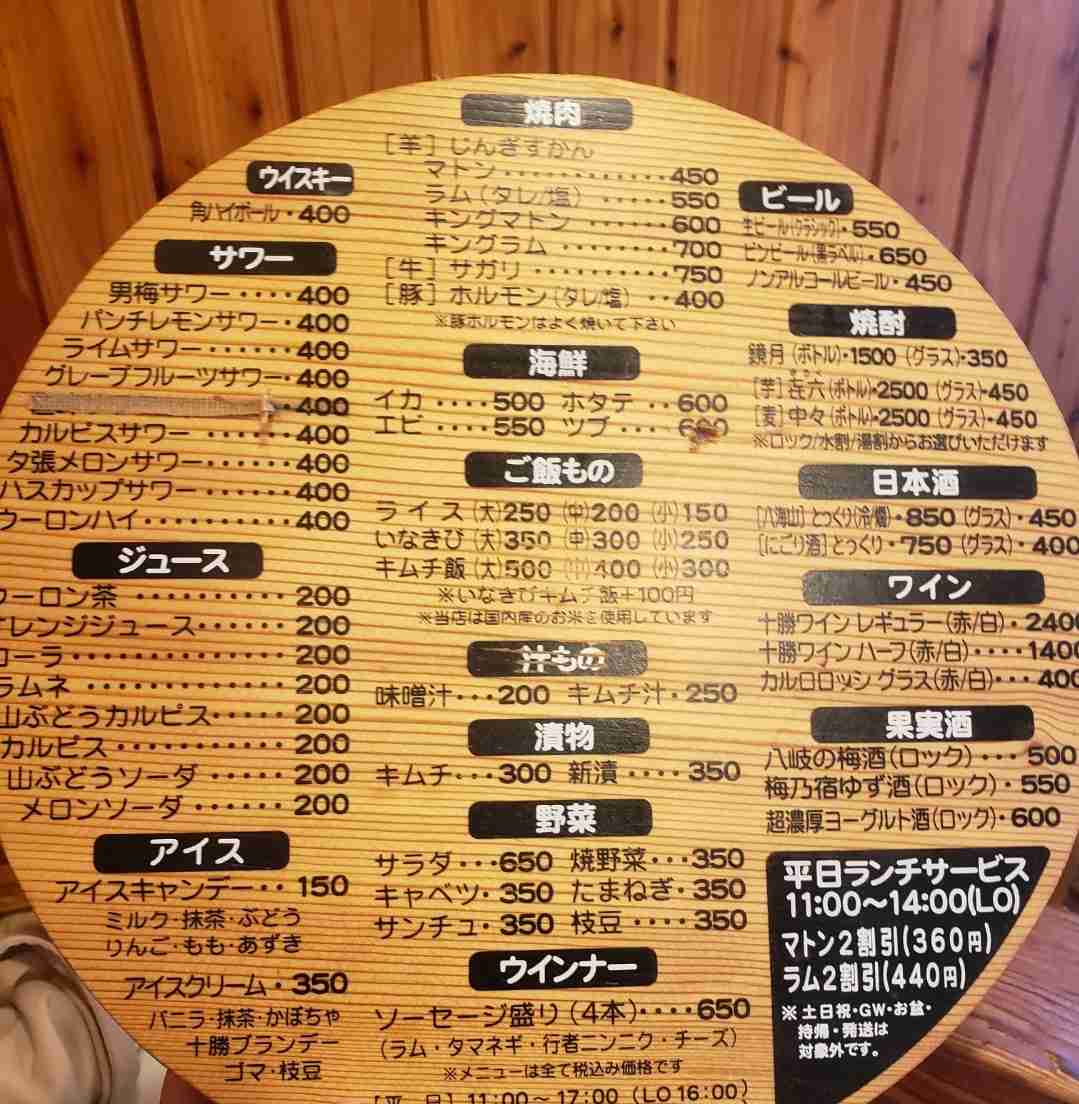 ウイスキー
角ハイボール・400
サワー
男梅サワー・・・・400
パンチレモンサワー・400
ライムサワー・・・・・・400
グレープフルーツサワー・400
400
カルピスサワー・・・・・・400
夕張メロンサワー・・・・・・400
ハスカップサワー・・・・・・400
ウーロンハイ・・・・・・・・・・400
ジュース
ウーロン茶・・・・・・・・・・200
オレンジジュース・・・・・・200
コーラ・・・・・・・・・・・・・・200
ラムネ・・・・・・・・・・・・・200
山ぶどうカルピス・・・・・200
カルピス・・・・・・・・・・・・200
山ぶどうソーダ・・・・・200
メロンソーダ・・・・・・200
アイス
アイスキャンデー・・150
ミルク・抹茶・ぶどう
りんご・もも・あずき
アイスクリーム・350
バニラ・抹茶・かぼちゃ
十勝ブランデー
ゴマ・枝豆
焼肉
[羊]じんぎすかん
マトン・・・・・・・・・・・・450
ラム(タレ/塩)・・・・・550
キングマトン・・・・・・・・600
キングラム・・・・・・・・・・700
[牛]サガリ・・・・・・・・・・・750
[豚]ホルモン(タレ/塩)・・400
※豚ホルモンはよく焼いて下さい
海鮮
イカ・・・・500 ホタテ・・600
エビ・・・・550 ツブ・・・600
ご飯もの
ライス(大)250(中)200(小)150
いなきび(大)350(中)300(小)250
キムチ飯(大)500(中)400(小)300
※いなきびキムチ飯+100円
※当店は国内産のお米を使用しています
汁もの
味噌汁・・・200 キムチ汁・250
漬物
キムチ・・・300 新漬・・・・350
野菜
サラダ・・・650 焼野菜・・・350
キャベツ・350 たまねぎ・350
サンチュ・350 枝豆・・・・350
ウインナー
ソーセージ盛り(4本)・・・・650
(ラム・タマネギ・行者ニンニク・チーズ)
※メニューは全て税込み価格です
[平 日]11:00～17:00(LO 16:00)
ビール
生ビール(クラシック)・550
ビンビール(黒ラベル)・650
ノンアルコールビール・450
焼酎
鏡月(ボトル)・1500(グラス)・350
[芋]㐂六(ボトル)・2500(グラス)・450
[麦]中々(ボトル)・2500(グラス)・450
※ロック/水割/湯割からお選びいただけます
日本酒
[八海山]とっくり(冷/燗)・850(グラス)・450
[にごり酒]とっくり・750(グラス)・400
ワイン
十勝ワイン レギュラー(赤/白)・2400
十勝ワイン ハーフ(赤/白)・・・・1400
カルロロッシ グラス(赤/白)・・・400
果実酒
八岐の梅酒(ロック)・・・500
梅乃宿ゆず酒(ロック)・550
超濃厚ヨーグルト酒(ロック)・600
平日ランチサービス
11:00～14:00(LO)
マトン2割引(360円)
ラム2割引(440円)
※土日祝・GW・お盆・
持帰・発送は
対象外です。